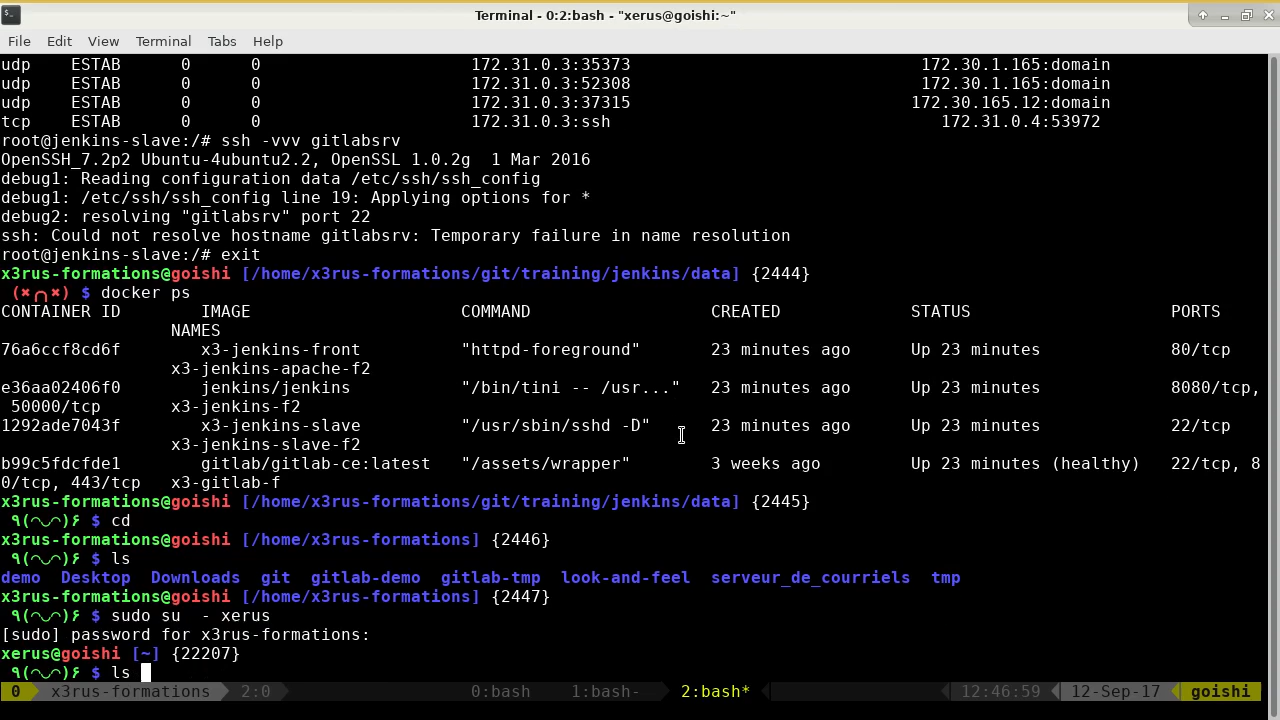 Terminal - 0:2:bash - "xerus@goishi:~"
File Edit View Terminal Tabs Help
udp ESTAB 0 0 172.31.0.3:35373 172.30.1.165:domain
udp ESTAB 0 0 172.31.0.3:52308 172.30.1.165:domain
udp ESTAB 0 0 172.31.0.3:37315 172.30.165.12:domain
tcp ESTAB 0 0 172.31.0.3:ssh 172.31.0.4:53972
root@jenkins-slave:/# ssh -vvv gitlabsrv
OpenSSH_7.2p2 Ubuntu-4ubuntu2.2, OpenSSL 1.0.2g  1 Mar 2016
debug1: Reading configuration data /etc/ssh/ssh_config
debug1: /etc/ssh/ssh_config line 19: Applying options for *
debug2: resolving "gitlabsrv" port 22
ssh: Could not resolve hostname gitlabsrv: Temporary failure in name resolution
root@jenkins-slave:/# exit
x3rus-formations@goishi [/home/x3rus-formations/git/training/jenkins/data] {2444}
(✖╭╮✖) $ docker ps
CONTAINER ID IMAGE COMMAND CREATED STATUS PORTS
NAMES
76a6ccf8cd6f x3-jenkins-front "httpd-foreground" 23 minutes ago Up 23 minutes 80/tcp
x3-jenkins-apache-f2
e36aa02406f0 jenkins/jenkins "/bin/tini -- /usr..." 23 minutes ago Up 23 minutes 8080/tcp,
50000/tcp x3-jenkins-f2
1292ade7043f x3-jenkins-slave "/usr/sbin/sshd -D" 23 minutes ago Up 23 minutes 22/tcp
x3-jenkins-slave-f2
b99c5fdcfde1 gitlab/gitlab-ce:latest "/assets/wrapper" 3 weeks ago Up 23 minutes (healthy) 22/tcp, 8
0/tcp, 443/tcp x3-gitlab-f
x3rus-formations@goishi [/home/x3rus-formations/git/training/jenkins/data] {2445}
٩(◠◡◠)۶ $ cd
x3rus-formations@goishi [/home/x3rus-formations] {2446}
٩(◠◡◠)۶ $ ls
demo Desktop Downloads git gitlab-demo gitlab-tmp look-and-feel serveur_de_courriels tmp
x3rus-formations@goishi [/home/x3rus-formations] {2447}
٩(◠◡◠)۶ $ sudo su  - xerus
[sudo] password for x3rus-formations:
xerus@goishi [~] {22207}
٩(◠◡◠)۶ $ ls
0 x3rus-formations 2:0 0:bash 1:bash- 2:bash* 12:46:59 12-Sep-17 goishi